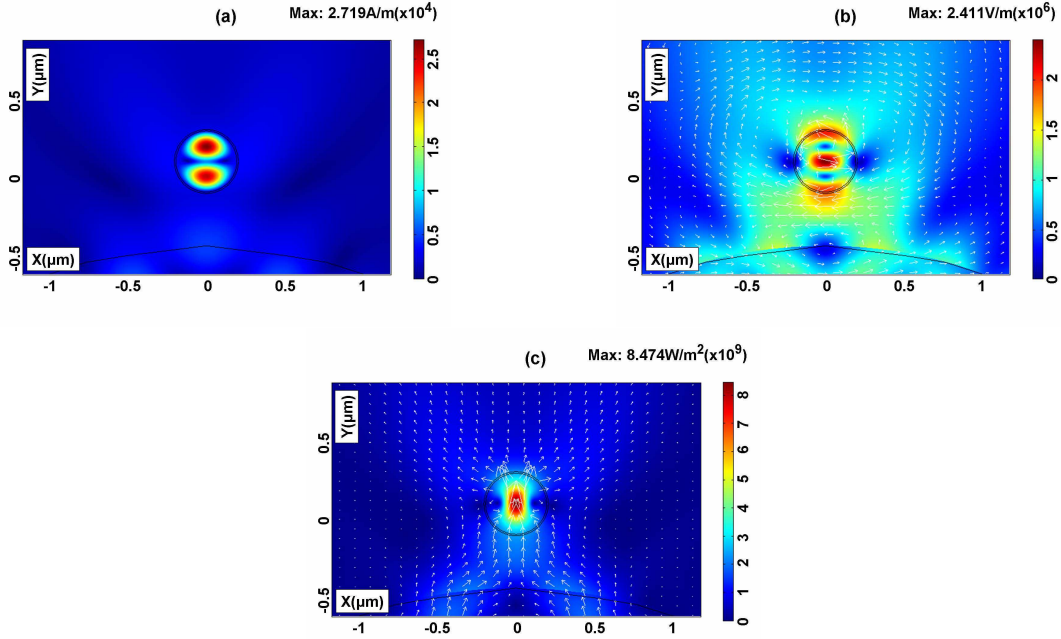 (a) Max: 2.719A/m(x10⁴)
Y(μm)
0.5
0
-0.5
X(μm)
-1 -0.5 0 0.5 1
2.5
2
1.5
1
0.5
0
(b) Max: 2.411V/m(x10⁶)
Y(μm)
0.5
0
-0.5
X(μm)
-1 -0.5 0 0.5 1
2
1.5
1
0.5
0
(c) Max: 8.474W/m²(x10⁹)
Y(μm)
0.5
0
-0.5
X(μm)
-1 -0.5 0 0.5 1
8
7
6
5
4
3
2
1
0